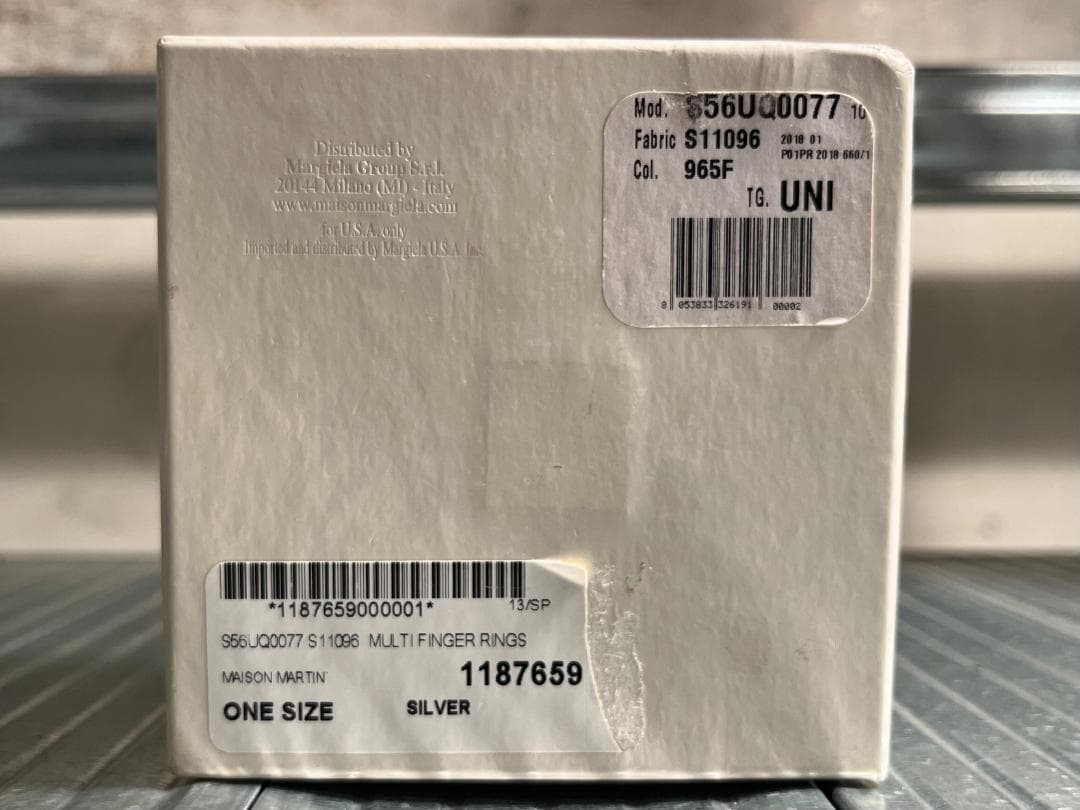 Distributed by
Margiela Group S.r.l.
20144 Milano (MI) - Italy
www.maisonmargiela.com
for U.S.A. only
Imported and distributed by Margiela U.S.A. Inc.
Mod. S56UQ0077 10
Fabric S11096 2018 01
P01PR 2018 660/1
Col. 965F
TG. UNI
8 053833 326191 00002
*1187659000001* 13/SP
S56UQ0077 S11096 MULTI FINGER RINGS
MAISON MARTIN
1187659
ONE SIZE SILVER